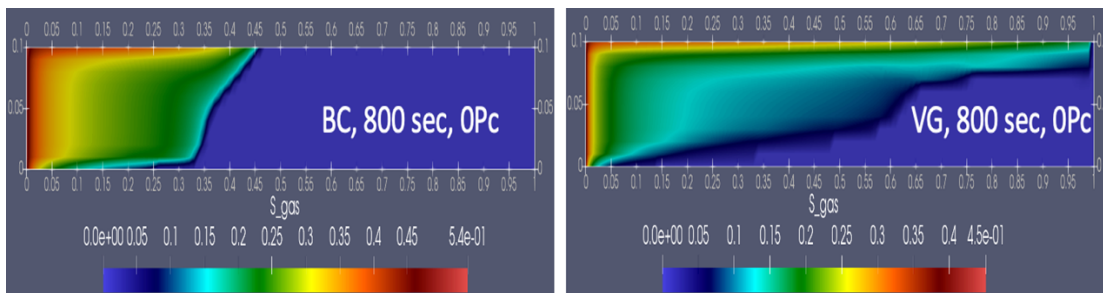 0 0.05 0.1 0.15 0.2 0.25 0.3 0.35 0.4 0.45 0.5 0.55 0.6 0.65 0.7 0.75 0.8 0.85 0.9 0.95 1
0.1 0.1
0.05 0.05
BC, 800 sec, 0Pc
0 0
0 0.05 0.1 0.15 0.2 0.25 0.3 0.35 0.4 0.45 0.5 0.55 0.6 0.65 0.7 0.75 0.8 0.85 0.9 0.95 1
S_gas
0.0e+00 0.05 0.1 0.15 0.2 0.25 0.3 0.35 0.4 0.45 5.4e-01
0 0.05 0.1 0.15 0.2 0.25 0.3 0.35 0.4 0.45 0.5 0.55 0.6 0.65 0.7 0.75 0.8 0.85 0.9 0.95 1
0.1 0.1
0.05 0.05
VG, 800 sec, 0Pc
0 0
0.05 0.1 0.15 0.2 0.25 0.3 0.35 0.4 0.45 0.5 0.55 0.6 0.65 0.7 0.75 0.8 0.85 0.9 0.95 1
S_gas
0.0e+00 0.05 0.1 0.15 0.2 0.25 0.3 0.35 0.4 4.5e-01